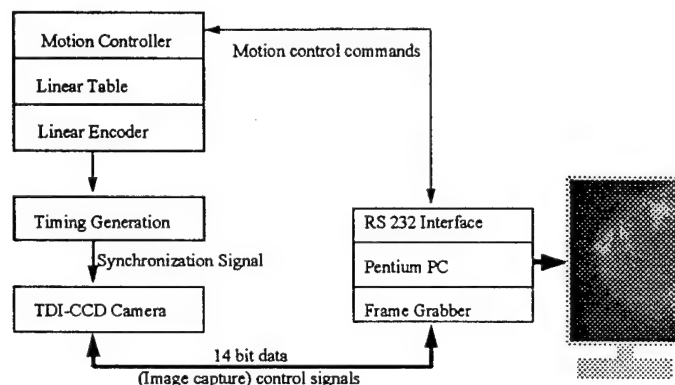 Motion Controller
Linear Table
Linear Encoder
Motion control commands
Timing Generation
Synchronization Signal
TDI-CCD Camera
RS 232 Interface
Pentium PC
Frame Grabber
14 bit data
(Image capture) control signals